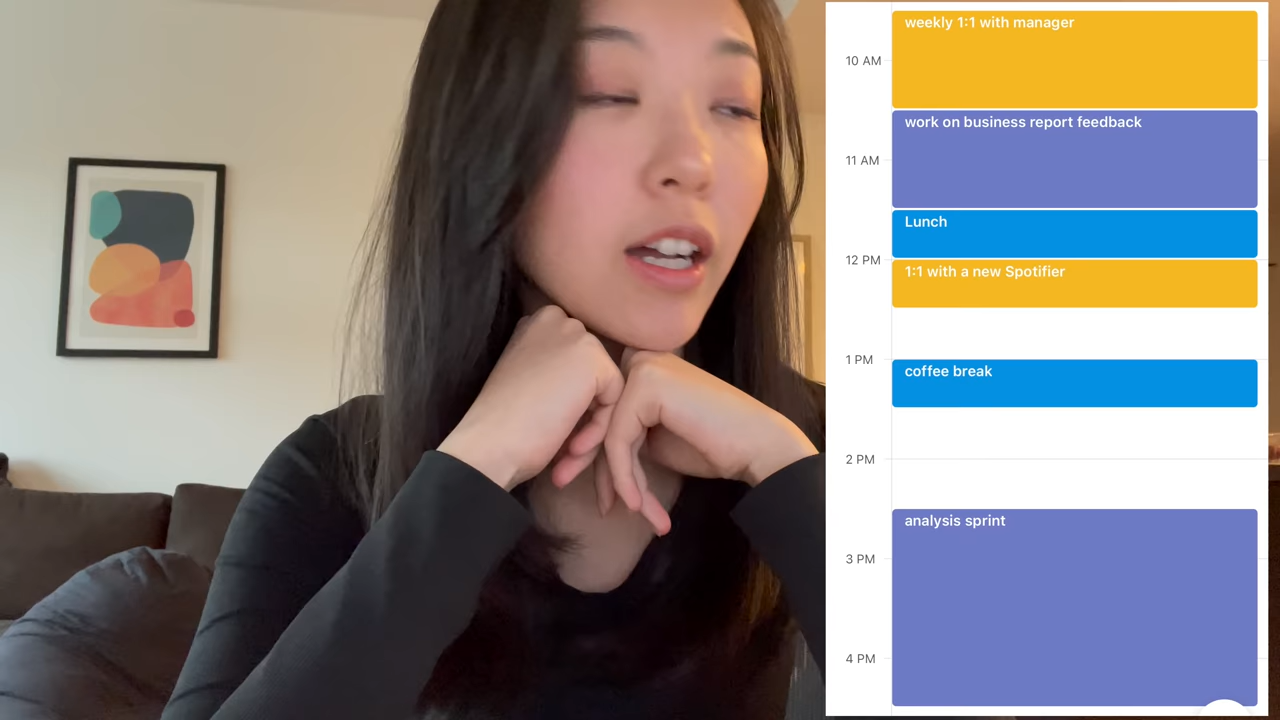 weekly 1:1 with manager
10 AM
work on business report feedback
11 AM
Lunch
12 PM
1:1 with a new Spotifier
1 PM
coffee break
2 PM
analysis sprint
3 PM
4 PM